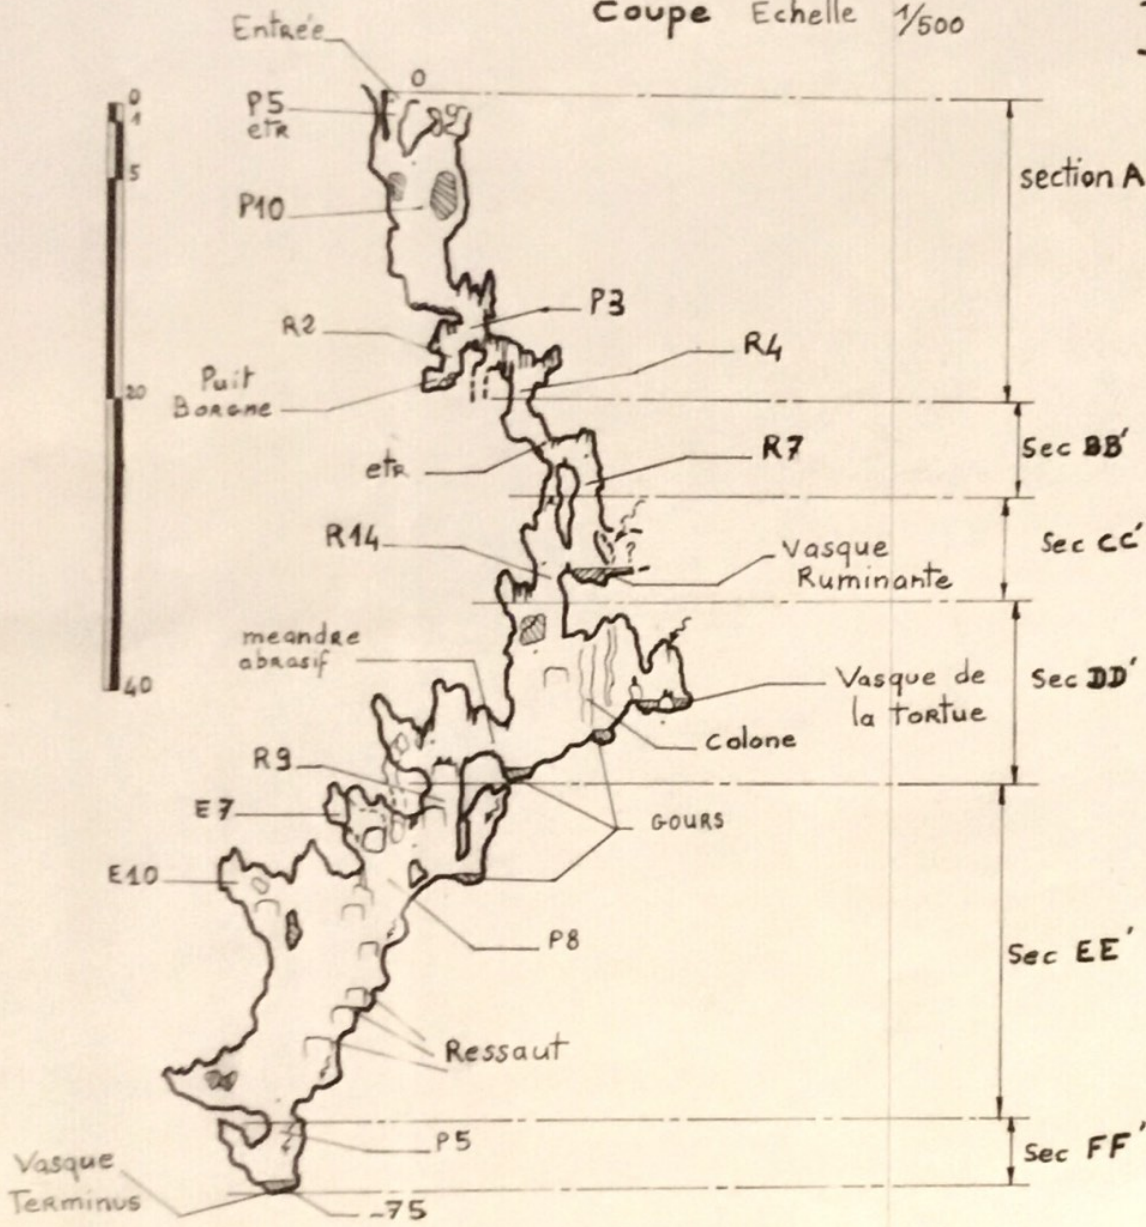 Coupe Echelle 1/500
Entrée
0
0
1
5
20
40
P5
etr
section A
P10
P3
R2
R4
Puit
Borgne
Sec BB'
R7
etr
R14
Sec CC'
Vasque
Ruminante
?
meandre
abrasif
Sec DD'
Vasque de
la Tortue
Colone
R9
E7
GOURS
E10
P8
Sec EE'
Ressaut
P5
Sec FF'
Vasque
Terminus
-75